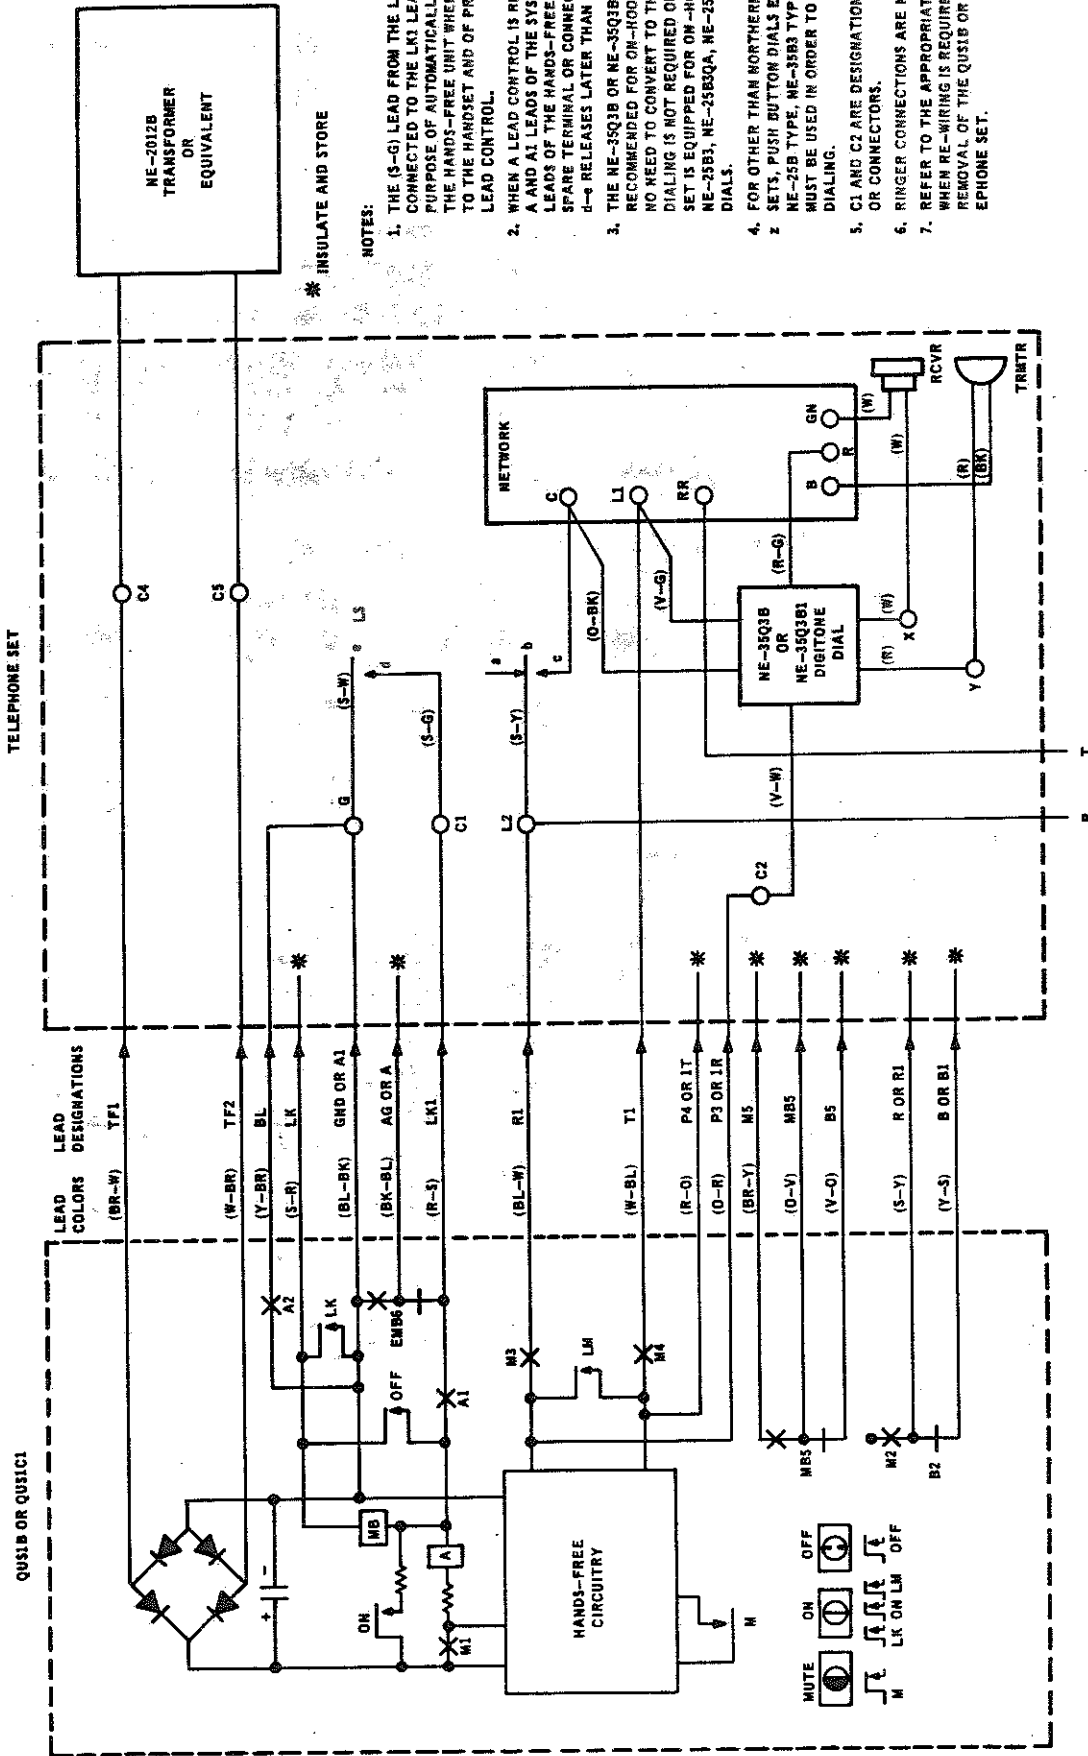 QUS1B OR QUS1C1
TELEPHONE SET
LEAD COLORS
LEAD DESIGNATIONS
(BR-W) TF1
(W-BR) TF2
(Y-BR) BL
(S-R) LK
(BL-BK) GND OR A1
(BK-BL) AG OR A
(R-S) LK1
(BL-W) R1
(W-BL) T1
(R-O) P4 OR 1T
(O-R) P3 OR 1R
(BR-Y) M5
(O-V) MB5
(V-O) B5
(S-Y) R OR R1
(Y-S) B OR B1
+ -
ON
MB
A
M1
OFF
A1
A2
LK
EMB6
HANDS-FREE
CIRCUITRY
M
M3
LM
M4
MB5
M2
B2
MUTE ON OFF
M LK ON LM OFF
C4
C5
G
(S-W)
e LS
d
(S-G)
C1
L2
(S-Y)
a
b
c
C2
(V-W)
(O-BK)
(V-G)
(R-G)
NETWORK
C
L1
RR
B
R
GN
NE-35Q3B
OR
NE-35Q3B1
DIGITONE
DIAL
(R)
(W)
Y
X
(W)
(W)
(R)
(BK)
RCVR
TRMTR
T
NE-2012B
TRANSFORMER
OR
EQUIVALENT
* INSULATE AND STORE
NOTES:
1. THE (S-G) LEAD FROM THE
CONNECTED TO THE LK1
PURPOSE OF AUTOMATICALL
THE HANDS-FREE UNIT WHE
TO THE HANDSET AND OF
LEAD CONTROL.
2. WHEN A LEAD CONTROL IS
A AND A1 LEADS OF THE SYS
LEADS OF THE HANDS-FREE
SPARE TERMINAL OR CONNEC
d-e RELEASES LATER THAN
3. THE NE-35Q3B OR NE-35Q3B
RECOMMENDED FOR ON-HOO
NO NEED TO CONVERT TO TH
DIALING IS NOT REQUIRED
SET IS EQUIPPED FOR ON-H
NE-25B3, NE-25B3QA, NE-25
DIALS.
4. FOR OTHER THAN NORTHER
z SETS, PUSH BUTTON DIALS E
NE-25B TYPE, NE-35B3 TYP
MUST BE USED IN ORDER TO
DIALING.
5. C1 AND C2 ARE DESIGNATION
OR CONNECTORS.
6. RINGER CONNECTIONS ARE
7. REFER TO THE APPROPRIAT
WHEN RE-WIRING IS REQUIRE
REMOVAL OF THE QUS1B OR
EPHONE SET.